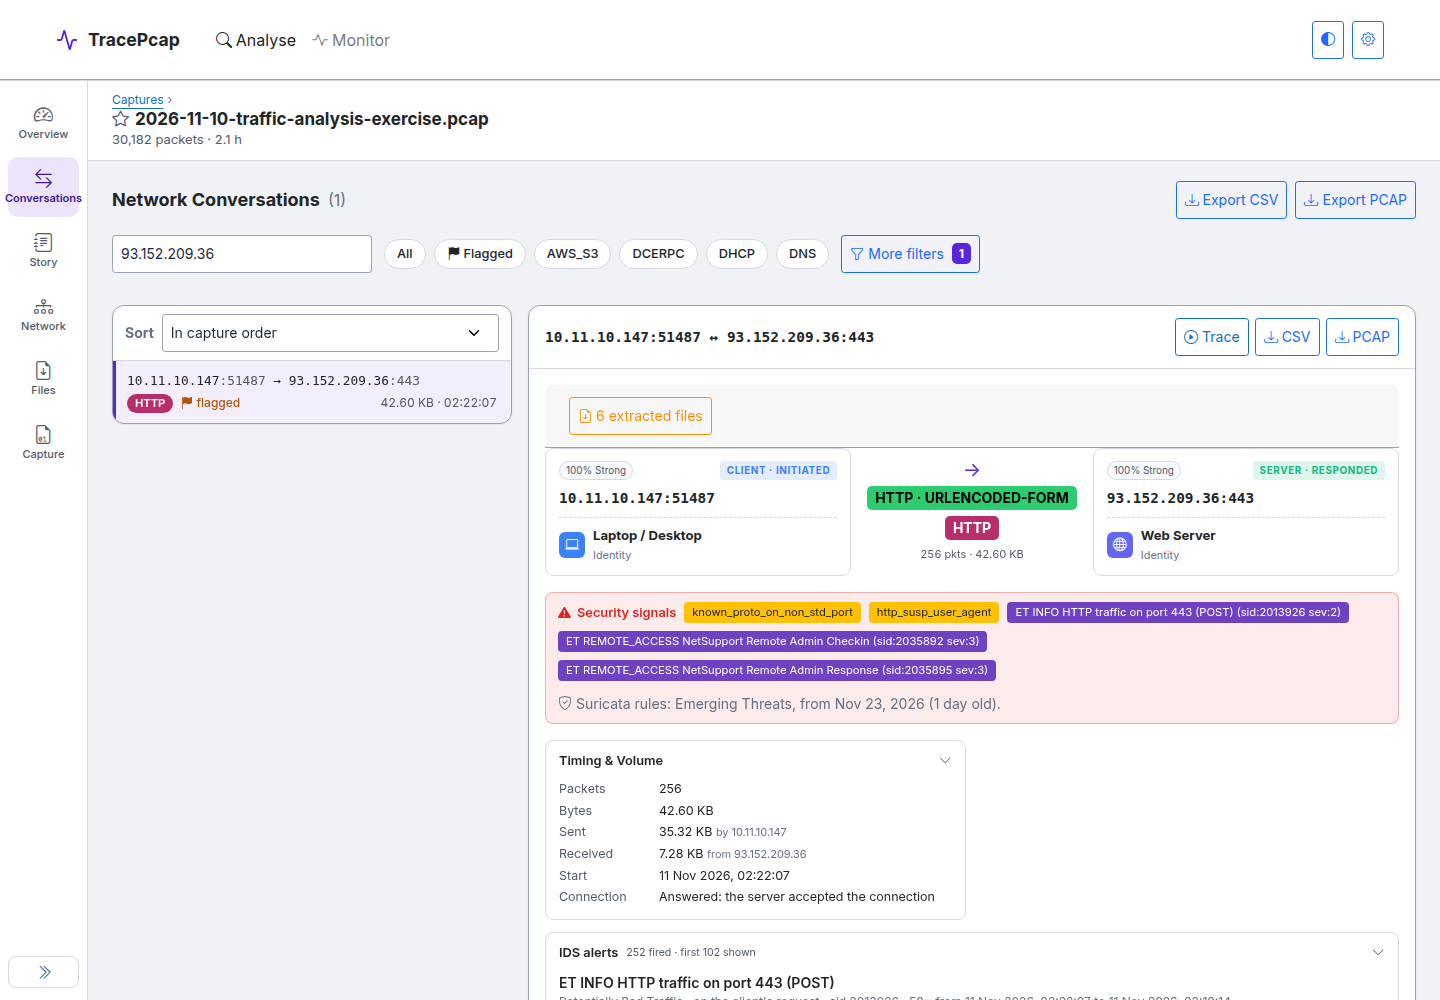 TracePcap
Analyse
Monitor
Captures ›
2026-11-10-traffic-analysis-exercise.pcap
30,182 packets · 2.1 h
Overview
Conversations
Story
Network
Files
Capture
Network Conversations (1)
Export CSV
Export PCAP
93.152.209.36
All
Flagged
AWS_S3
DCERPC
DHCP
DNS
More filters 1
Sort In capture order
10.11.10.147:51487 → 93.152.209.36:443
HTTP flagged 42.60 KB · 02:22:07
10.11.10.147:51487 ↔ 93.152.209.36:443
Trace
CSV
PCAP
6 extracted files
100% Strong CLIENT · INITIATED
10.11.10.147:51487
Laptop / Desktop
Identity
→
HTTP · URLENCODED-FORM
HTTP
256 pkts · 42.60 KB
100% Strong SERVER · RESPONDED
93.152.209.36:443
Web Server
Identity
Security signals known_proto_on_non_std_port http_susp_user_agent ET INFO HTTP traffic on port 443 (POST) (sid:2013926 sev:2)
ET REMOTE_ACCESS NetSupport Remote Admin Checkin (sid:2035892 sev:3)
ET REMOTE_ACCESS NetSupport Remote Admin Response (sid:2035895 sev:3)
Suricata rules: Emerging Threats, from Nov 23, 2026 (1 day old).
Timing & Volume
Packets 256
Bytes 42.60 KB
Sent 35.32 KB by 10.11.10.147
Received 7.28 KB from 93.152.209.36
Start 11 Nov 2026, 02:22:07
Connection Answered: the server accepted the connection
IDS alerts 252 fired · first 102 shown
ET INFO HTTP traffic on port 443 (POST)